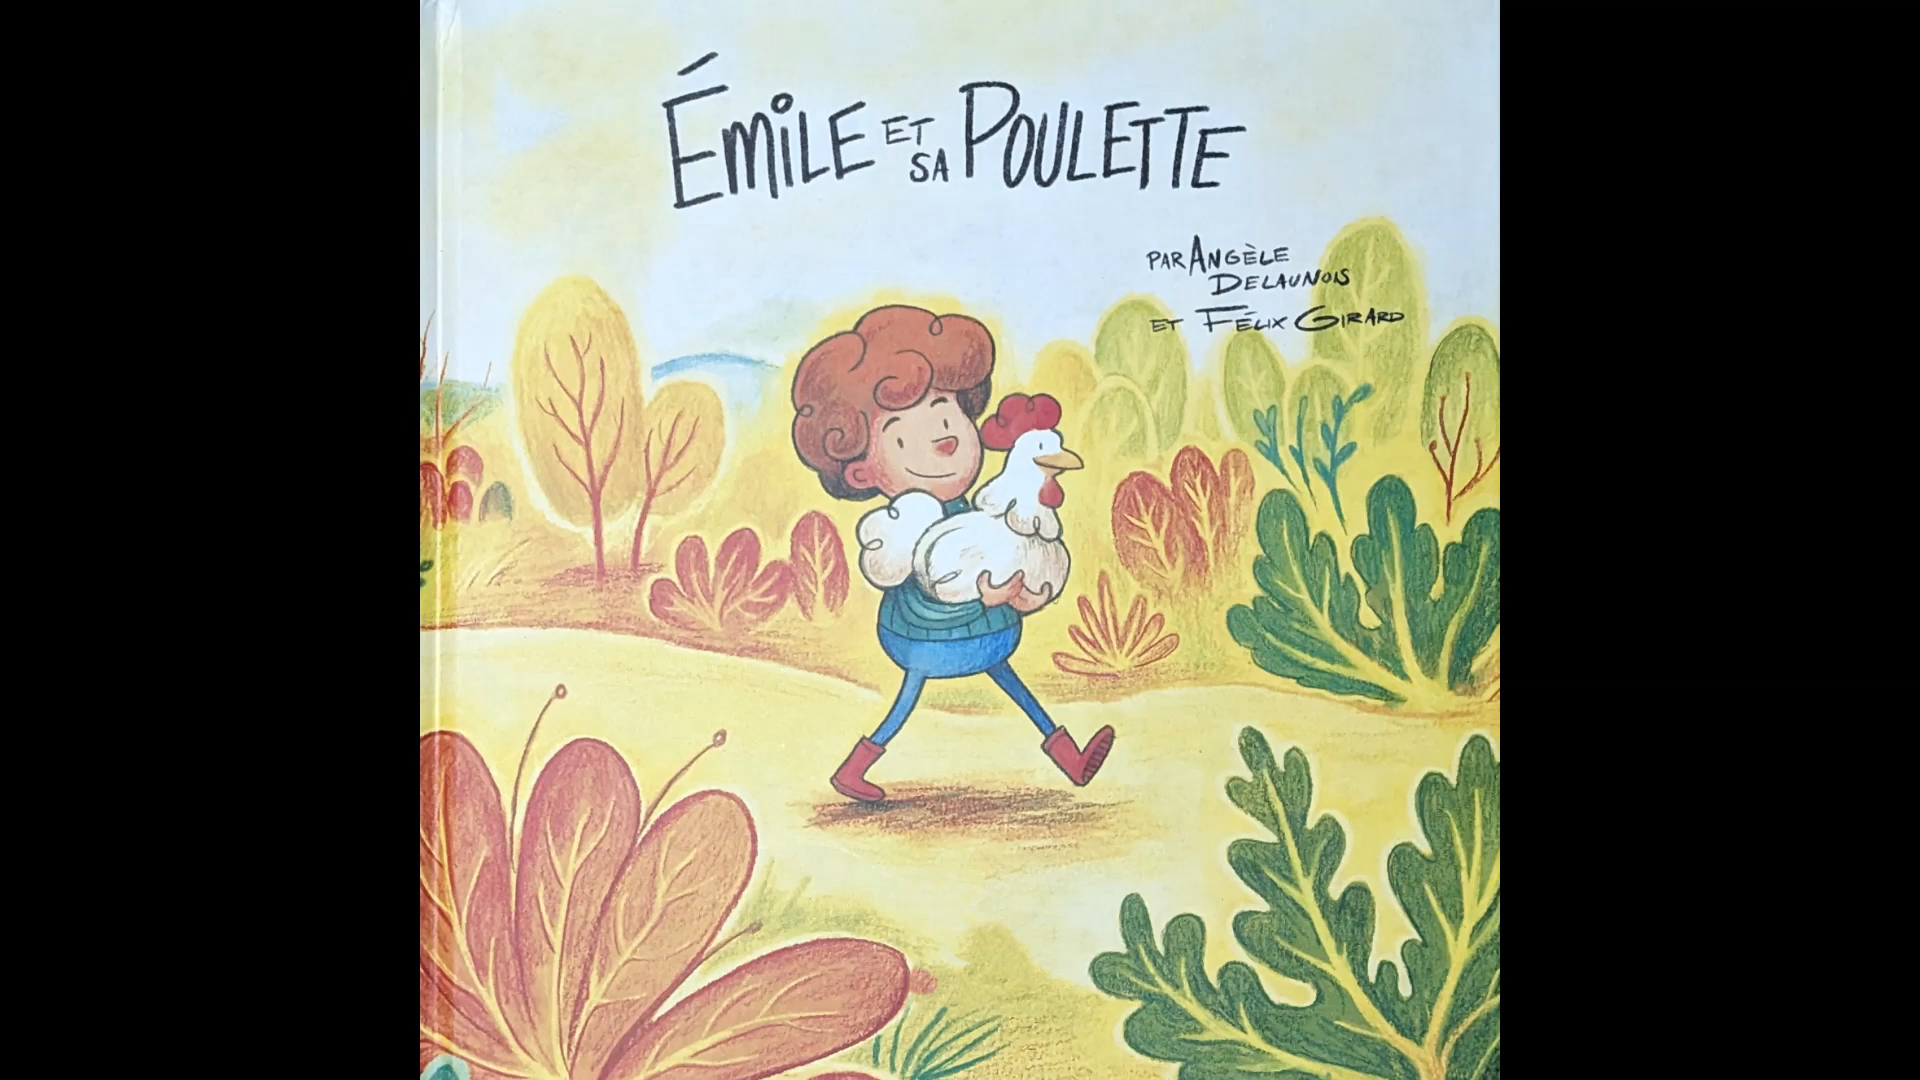 ÉMILE ET SA POULETTE
PAR ANGÈLE
DELAUNOIS
ET FÉLIX GIRARD